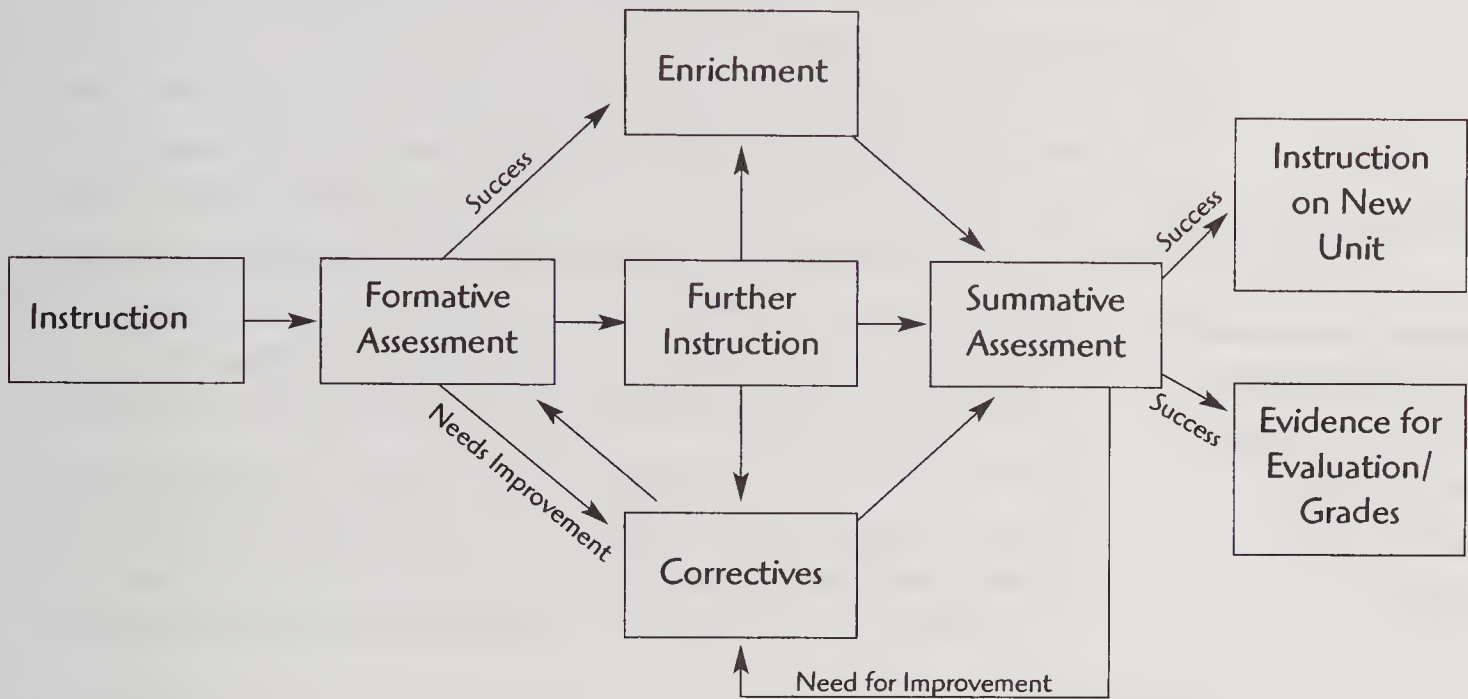 Enrichment
Success
Instruction
on New
Unit
Success
Instruction
Formative
Assessment
Further
Instruction
Summative
Assessment
Needs Improvement
Success
Evidence for
Evaluation/
Grades
Correctives
Need for Improvement